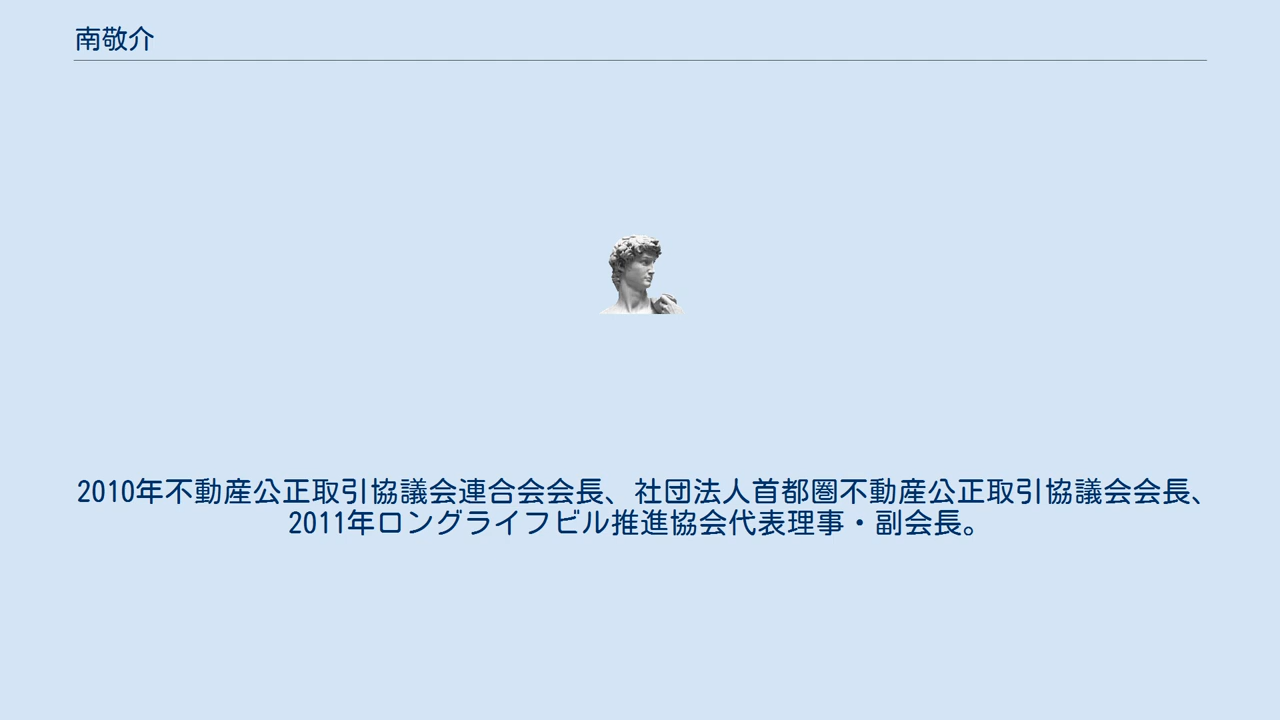 南敬介
2010年不動産公正取引協議会連合会会長、社団法人首都圏不動産公正取引協議会会長、
2011年ロングライフビル推進協会代表理事・副会長。